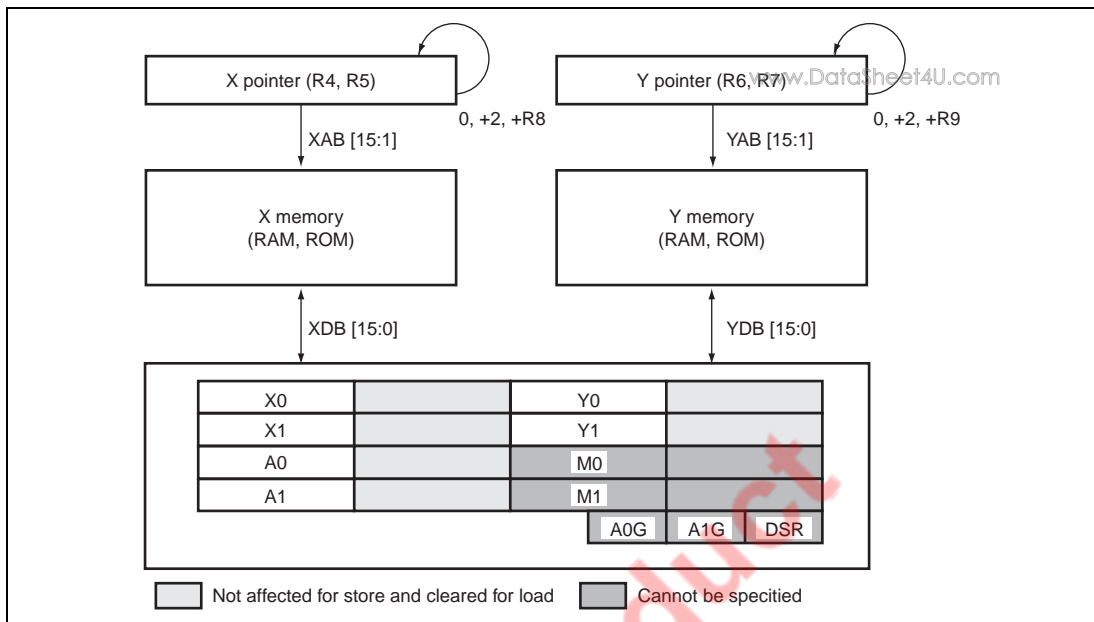 X pointer (R4, R5)
0, +2, +R8
Y pointer (R6, R7)
www.DataSheet4U.com
0, +2, +R9
XAB [15:1]
YAB [15:1]
X memory
(RAM, ROM)
Y memory
(RAM, ROM)
XDB [15:0]
YDB [15:0]
X0
Y0
X1
Y1
A0
M0
A1
M1
A0G
A1G
DSR
Not affected for store and cleared for load
Cannot be specitied
duct